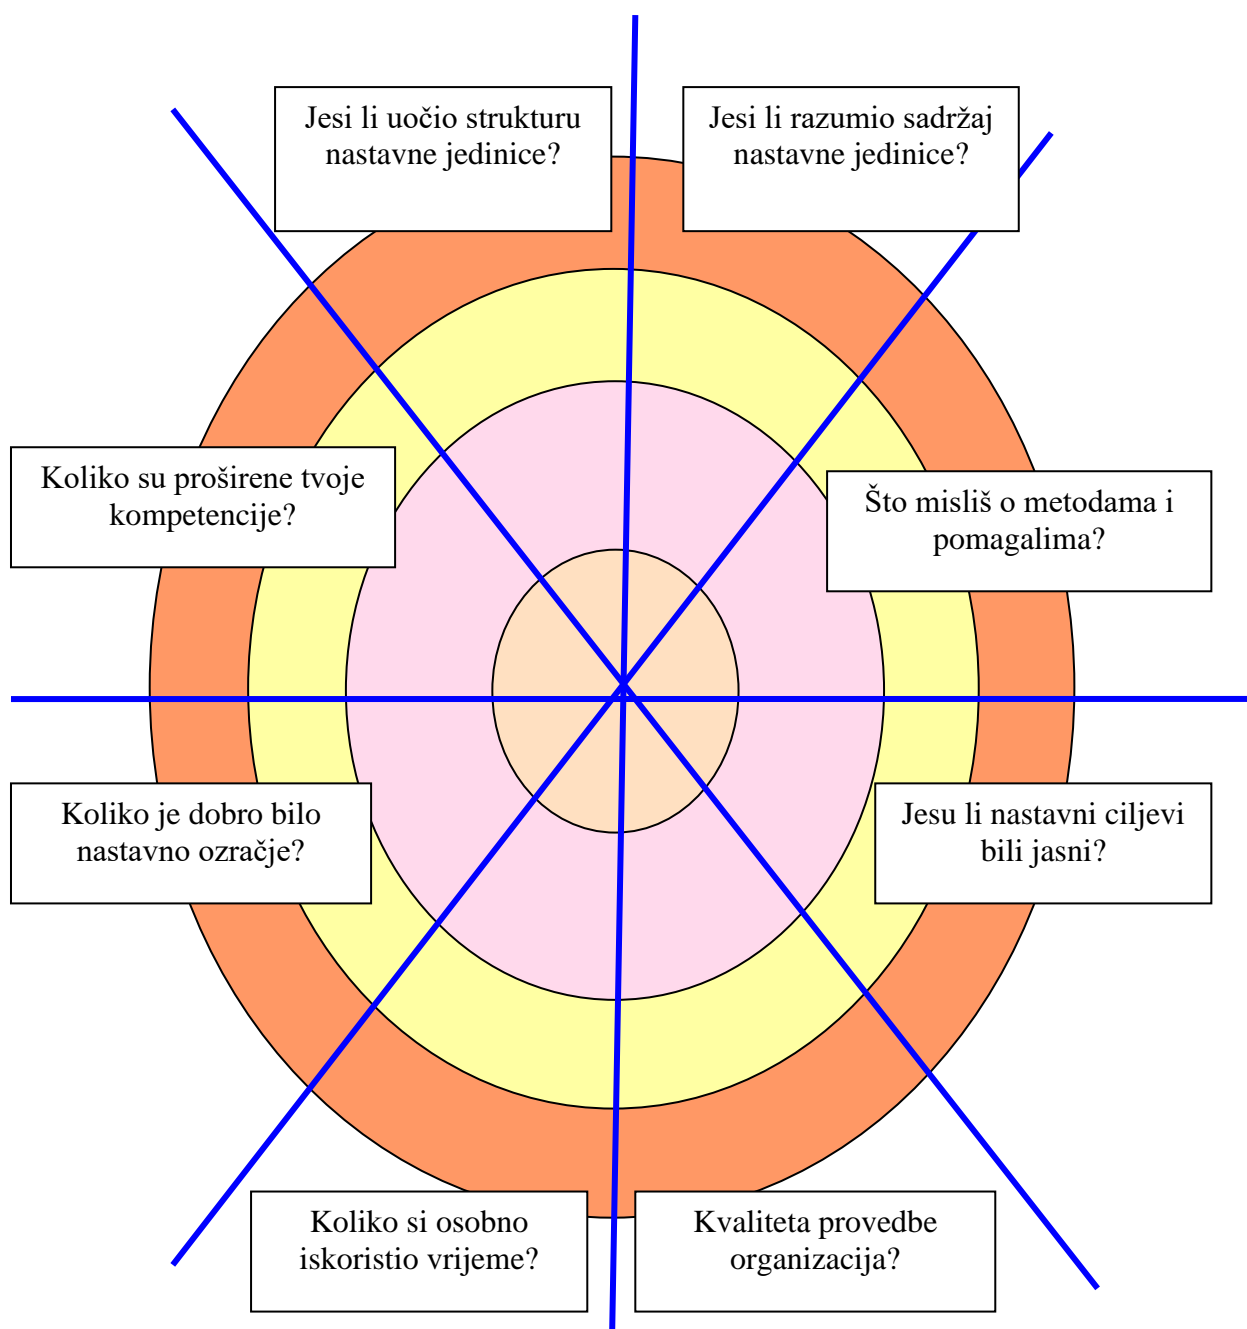 Jesi li uočio strukturu
nastavne jedinice?
Jesi li razumio sadržaj
nastavne jedinice?
Koliko su proširene tvoje
kompetencije?
Što misliš o metodama i
pomagalima?
Koliko je dobro bilo
nastavno ozračje?
Jesu li nastavni ciljevi
bili jasni?
Koliko si osobno
iskoristio vrijeme?
Kvaliteta provedbe
organizacija?